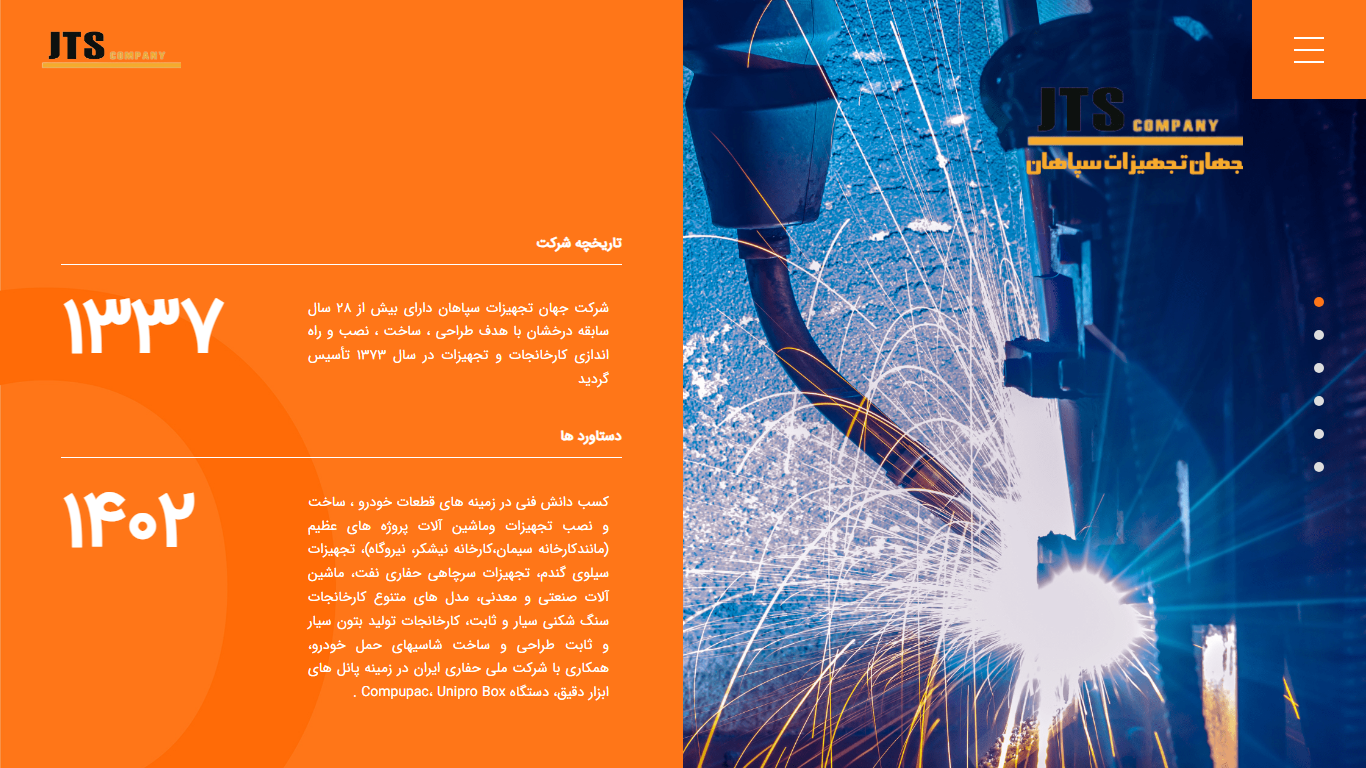 JTS COMPANY
JTS COMPANY
جهان تجهیزات سپاهان
تاریخچه شرکت
۱۳۳۷
شرکت جهان تجهیزات سپاهان دارای بیش از ۲۸ سال
سابقه درخشان با هدف طراحی ، ساخت ، نصب و راه
اندازی کارخانجات و تجهیزات در سال ۱۳۷۳ تأسیس
گردید
دستاورد ها
۱۴۰۲
کسب دانش فنی در زمینه های قطعات خودرو ، ساخت
و نصب تجهیزات وماشین آلات پروژه های عظیم
(مانندکارخانه سیمان،کارخانه نیشکر، نیروگاه)، تجهیزات
سیلوی گندم، تجهیزات سرچاهی حفاری نفت، ماشین
آلات صنعتی و معدنی، مدل های متنوع کارخانجات
سنگ شکنی سیار و ثابت، کارخانجات تولید بتون سیار
و ثابت طراحی و ساخت شاسیهای حمل خودرو،
همکاری با شرکت ملی حفاری ایران در زمینه پانل های
ابزار دقیق، دستگاه Compupac، Unipro Box .